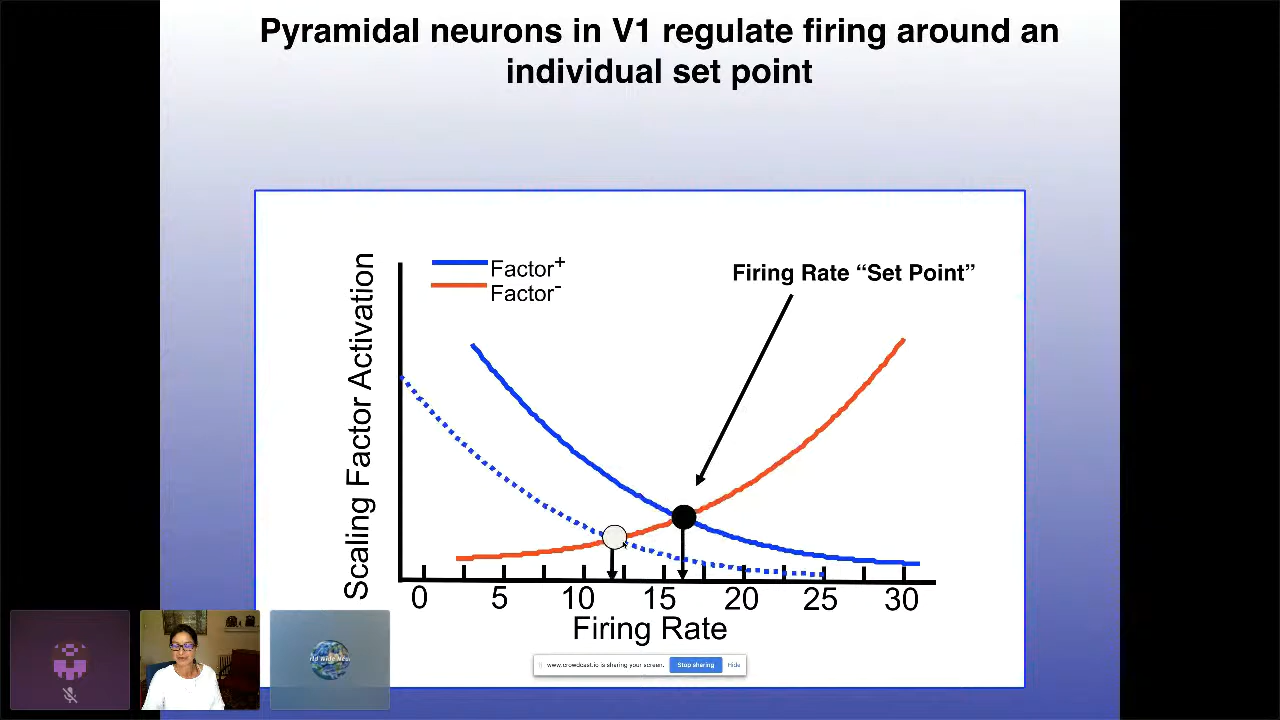 Pyramidal neurons in V1 regulate firing around an
individual set point
Scaling Factor Activation
Factor+
Factor-
Firing Rate “Set Point”
0 5 10 15 20 25 30
Firing Rate
www.crowdcast.io is sharing your screen. Stop sharing Hide